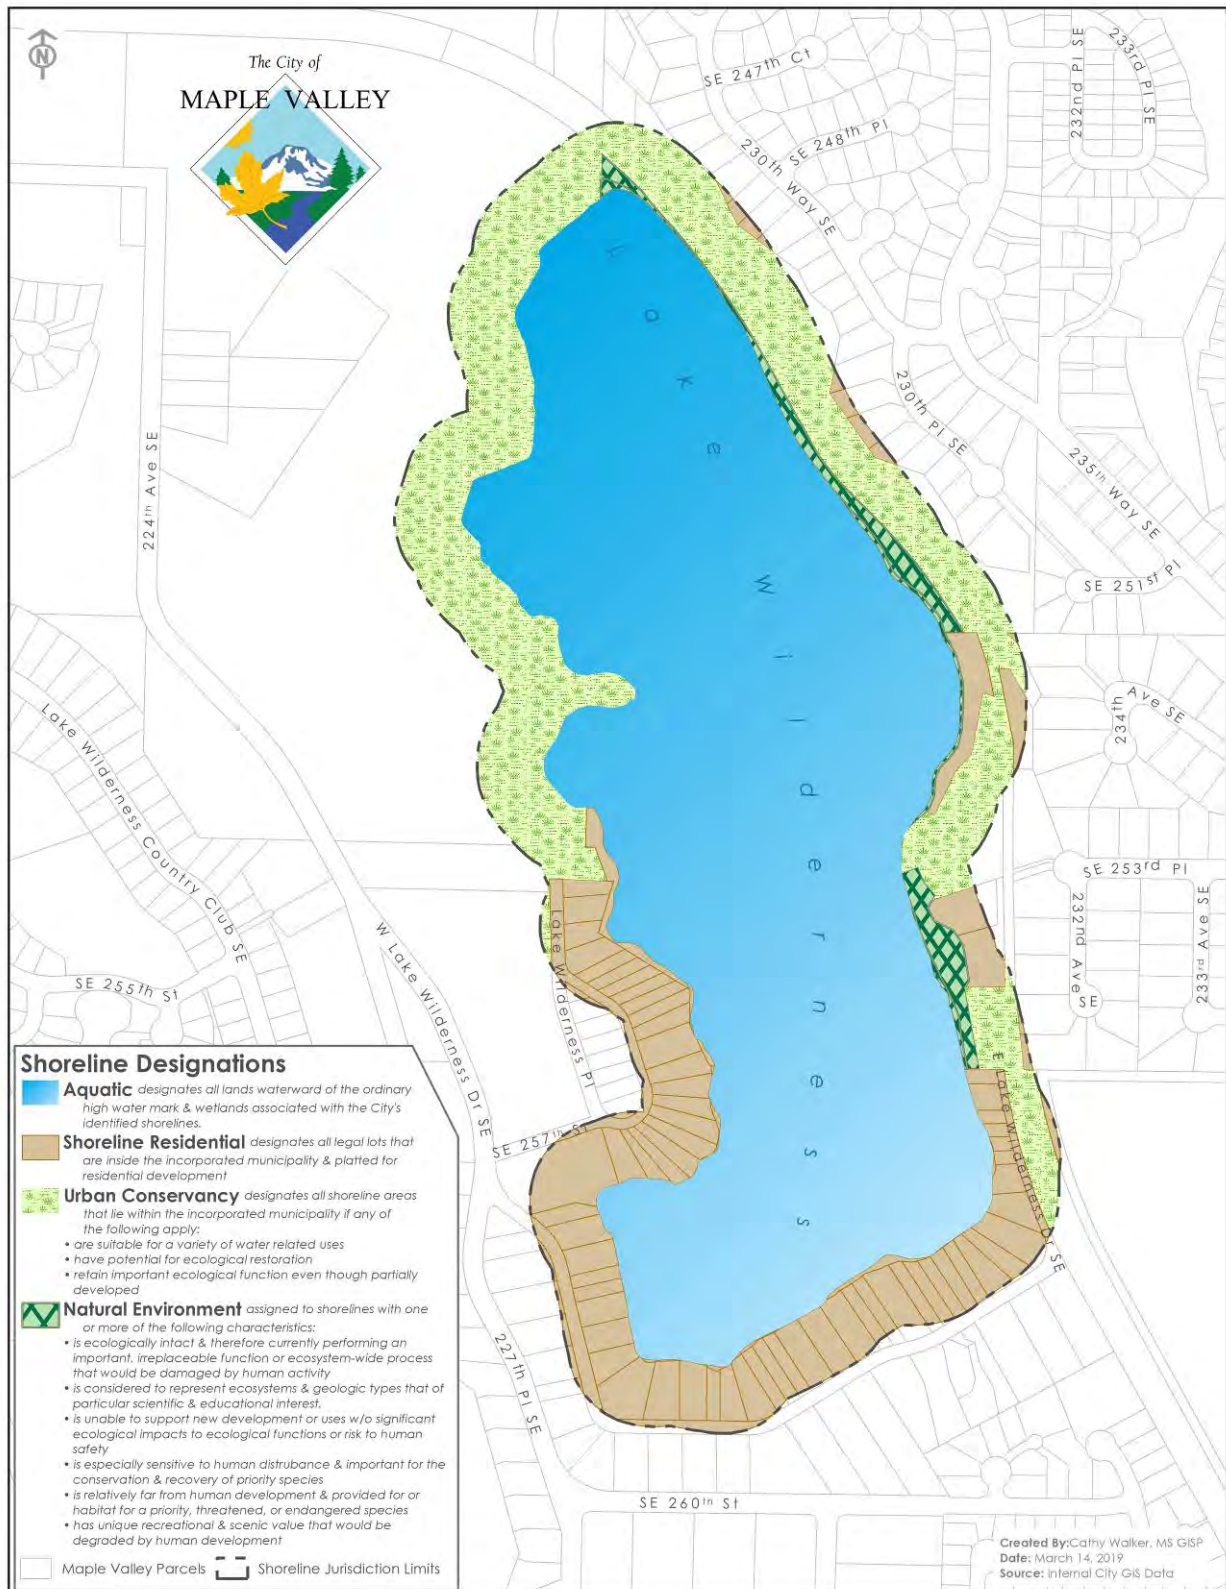 N
The City of
MAPLE VALLEY
SE 247th Ct
SE 248th Pl
230th Way SE
232nd Pl SE
233rd Pl SE
230th Pl SE
235th Way SE
SE 251st Pl
234th Ave SE
SE 253rd Pl
232nd Ave SE
233rd Ave SE
224th Ave SE
Lake Wilderness
Lake Wilderness Country Club SE
W Lake Wilderness Dr SE
Lake Wilderness Pl
E Lake Wilderness Dr SE
SE 255th St
SE 257th St
227th Pl SE
SE 260th St
Shoreline Designations
Aquatic designates all lands waterward of the ordinary
high water mark & wetlands associated with the City's
identified shorelines.
Shoreline Residential designates all legal lots that
are inside the incorporated municipality & platted for
residential development
Urban Conservancy designates all shoreline areas
that lie within the incorporated municipality if any of
the following apply:
• are suitable for a variety of water related uses
• have potential for ecological restoration
• retain important ecological function even though partially
developed
Natural Environment assigned to shorelines with one
or more of the following characteristics:
• is ecologically intact & therefore currently performing an
important, irreplaceable function or ecosystem-wide process
that would be damaged by human activity
• is considered to represent ecosystems & geologic types that of
particular scientific & educational interest.
• is unable to support new development or uses w/o significant
ecological impacts to ecological functions or risk to human
safety
• is especially sensitive to human distrubance & important for the
conservation & recovery of priority species
• is relatively far from human development & provided for or
habitat for a priority, threatened, or endangered species
• has unique recreational & scenic value that would be
degraded by human development
Maple Valley Parcels Shoreline Jurisdiction Limits
Created By:Cathy Walker, MS GISP
Date: March 14, 2019
Source: Internal City GIS Data